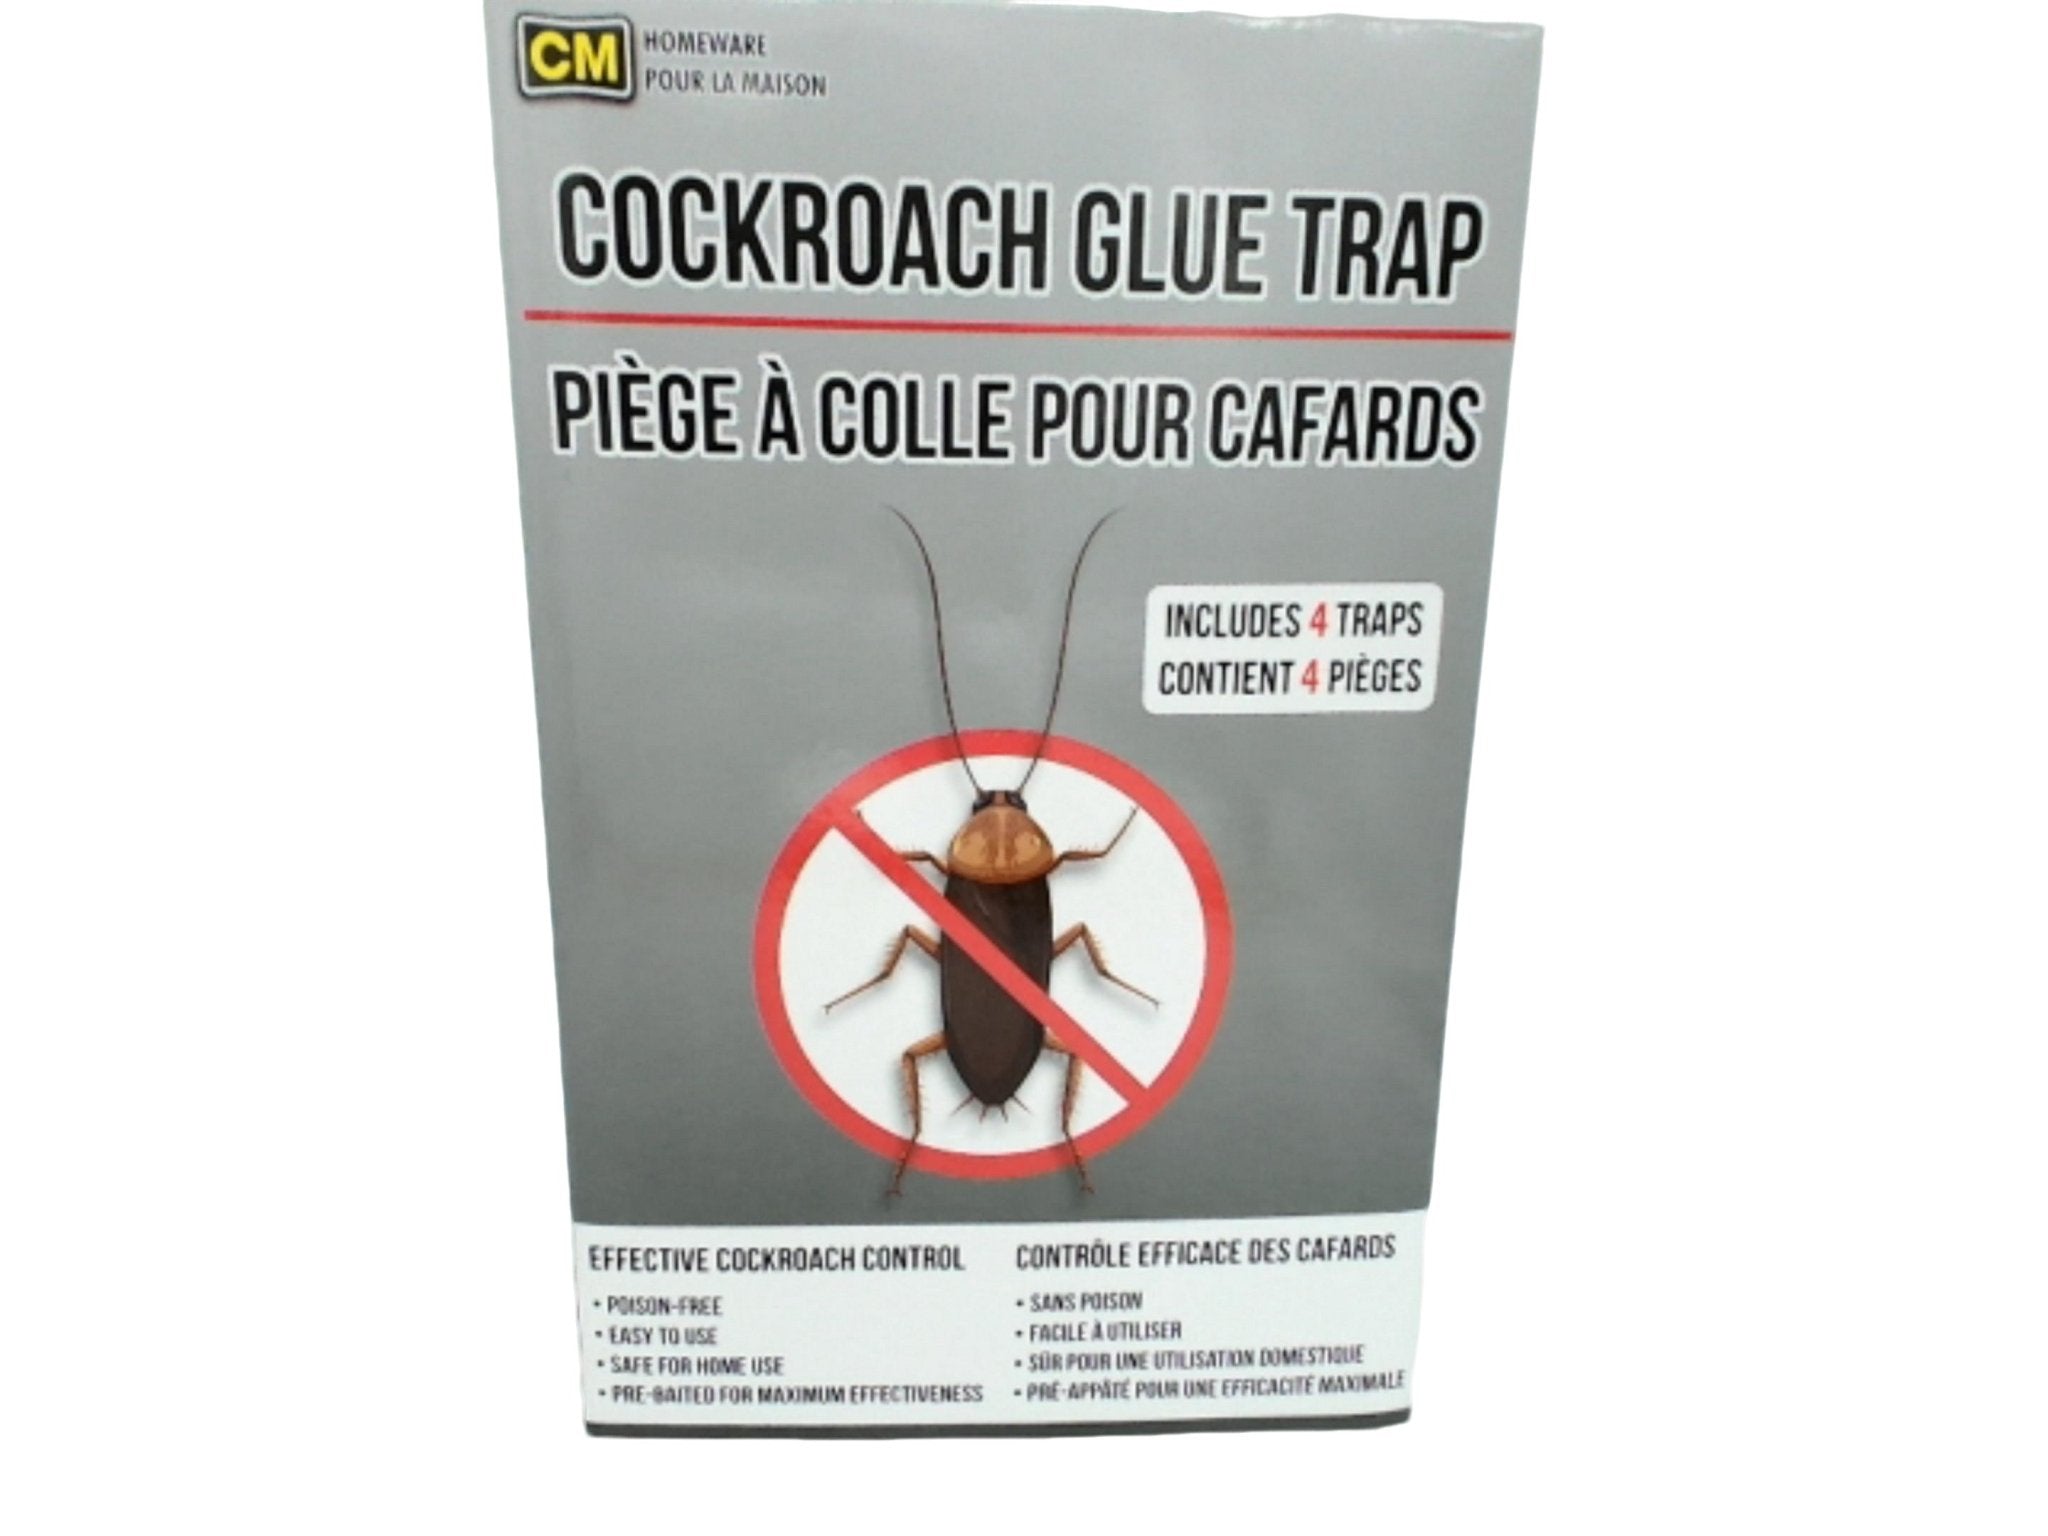 CM
HOMEWARE
POUR LA MAISON
COCKROACH GLUE TRAP
PIÈGE À COLLE POUR CAFARDS
INCLUDES 4 TRAPS
CONTIENT 4 PIÈGES
EFFECTIVE COCKROACH CONTROL
• POISON-FREE
• EASY TO USE
• SAFE FOR HOME USE
• PRE-BAITED FOR MAXIMUM EFFECTIVENESS
CONTRÔLE EFFICACE DES CAFARDS
• SANS POISON
• FACILE À UTILISER
• SÛR POUR UNE UTILISATION DOMESTIQUE
• PRÉ-APPÂTÉ POUR UNE EFFICACITÉ MAXIMALE